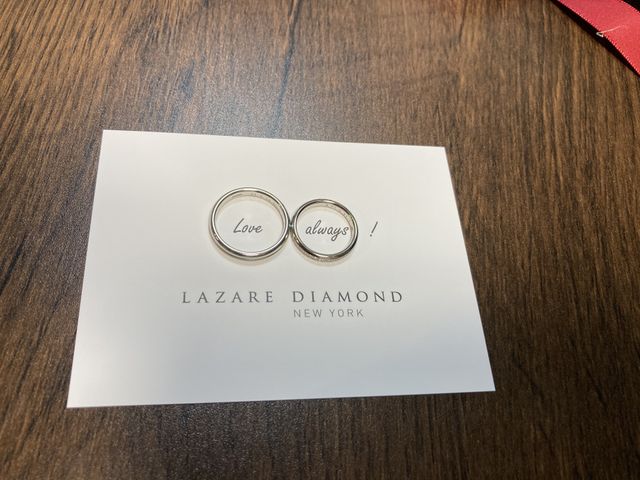 Love always !
LAZARE DIAMOND
NEW YORK